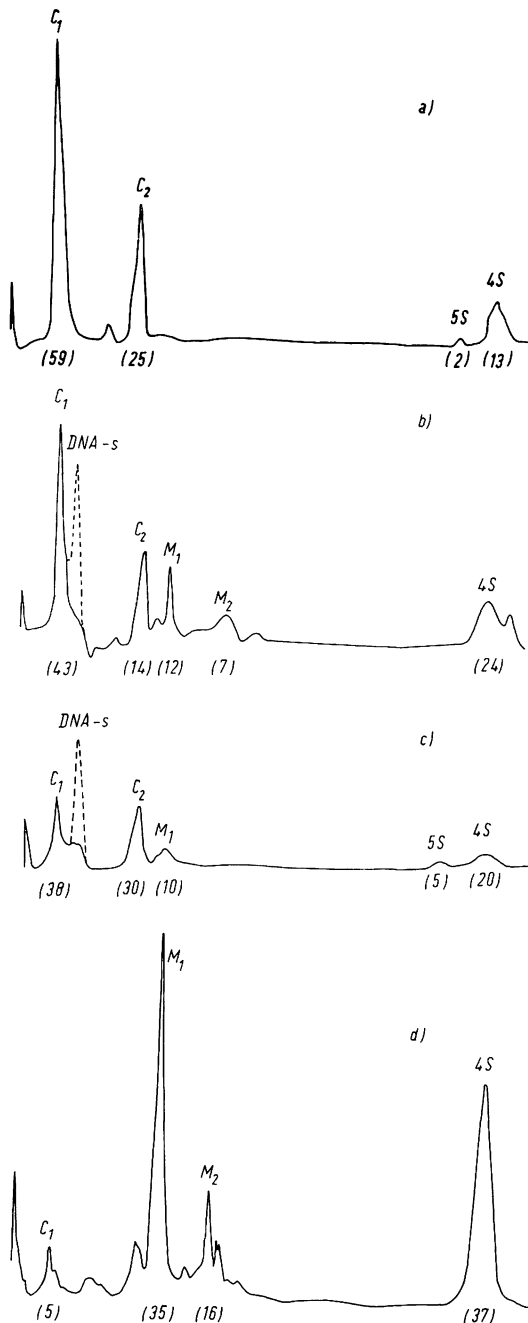 C₁
a)
C₂
4S
5S
(59) (25) (2) (13)
C₁
b)
DNA-s
C₂ M₁
M₂
4S
(43) (14) (12) (7) (24)
DNA-s
c)
C₁ C₂
M₁
5S 4S
(38) (30) (10) (5) (20)
M₁
d)
4S
M₂
C₁
(5) (35) (16) (37)